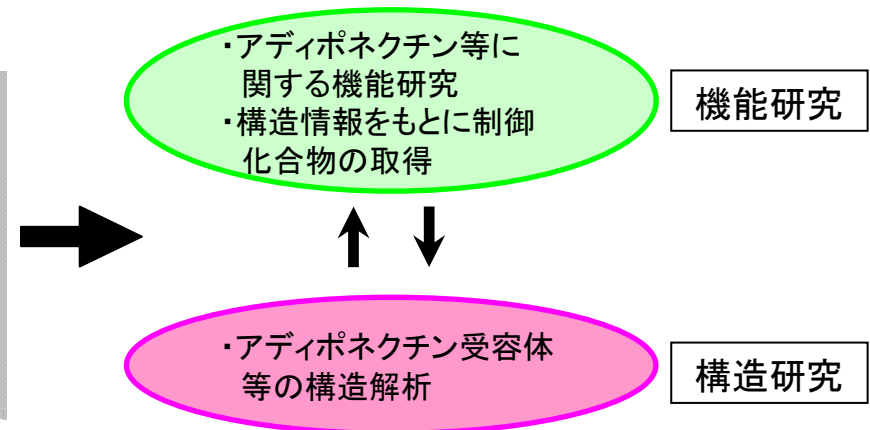 ・アディポネクチン等に
関する機能研究
・構造情報をもとに制御
化合物の取得
機能研究
・アディポネクチン受容体
等の構造解析
構造研究